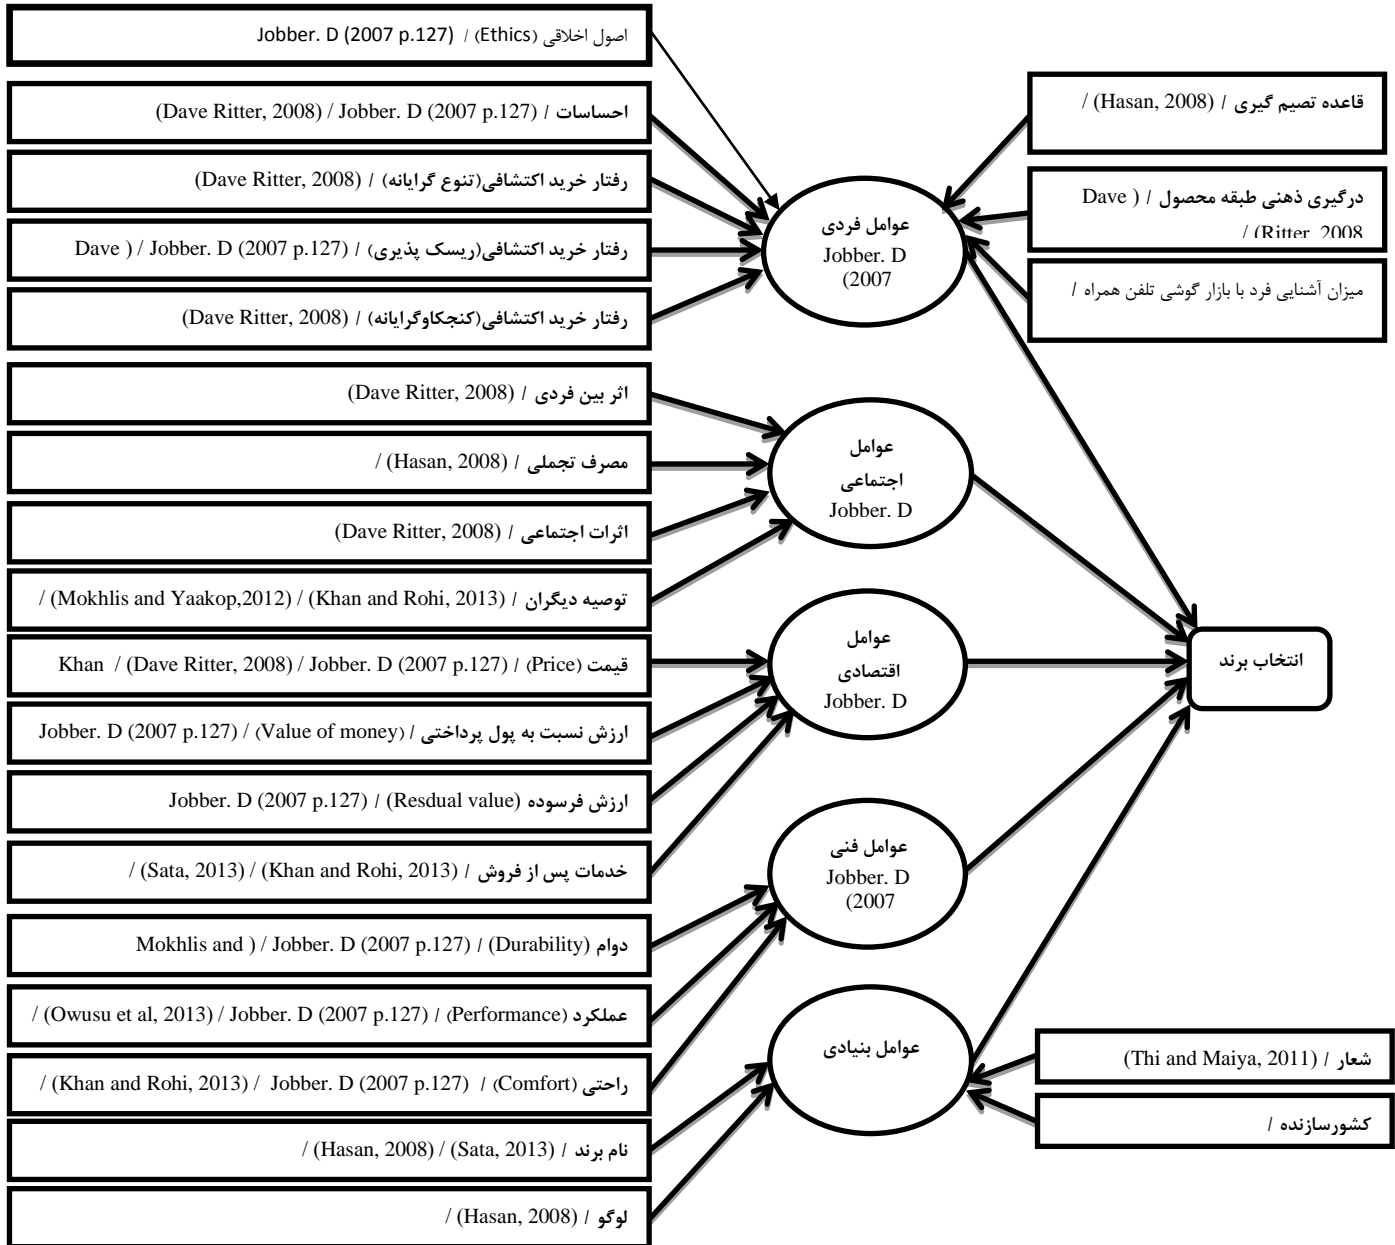 اصول اخلاقی (Ethics) / Jobber. D (2007 p.127)
احساسات / Jobber. D (2007 p.127) / (Dave Ritter, 2008)
رفتار خرید اکتشافی(تنوع گرایانه) / (Dave Ritter, 2008)
رفتار خرید اکتشافی(ریسک پذیری) / Jobber. D (2007 p.127) / ( Dave
رفتار خرید اکتشافی(کنجکاوگرایانه) / (Dave Ritter, 2008)
اثر بین فردی / (Dave Ritter, 2008)
مصرف تجملی / (Hasan, 2008) /
اثرات اجتماعی / (Dave Ritter, 2008)
توصیه دیگران / (Khan and Rohi, 2013) / (Mokhlis and Yaakop,2012) /
قیمت (Price) / Jobber. D (2007 p.127) / (Dave Ritter, 2008) / Khan
ارزش نسبت به پول پرداختی / (Value of money) / Jobber. D (2007 p.127)
ارزش فرسوده (Resdual value) / Jobber. D (2007 p.127)
خدمات پس از فروش / (Khan and Rohi, 2013) / (Sata, 2013) /
دوام (Durability) / Jobber. D (2007 p.127) / ( Mokhlis and
عملکرد (Performance) / Jobber. D (2007 p.127) / (Owusu et al, 2013) /
راحتی (Comfort) / Jobber. D (2007 p.127) / (Khan and Rohi, 2013) /
نام برند / (Sata, 2013) / (Hasan, 2008) /
لوگو / (Hasan, 2008) /
عوامل فردی
Jobber. D
(2007
عوامل
اجتماعی
Jobber. D
عوامل
اقتصادی
Jobber. D
عوامل فنی
Jobber. D
(2007
عوامل بنیادی
قاعده تصیم گیری / (Hasan, 2008) /
درگیری ذهنی طبقه محصول / ( Dave
Ritter, 2008) /
میزان آشنایی فرد با بازار گوشی تلفن همراه /
انتخاب برند
شعار / (Thi and Maiya, 2011)
کشورسازنده /